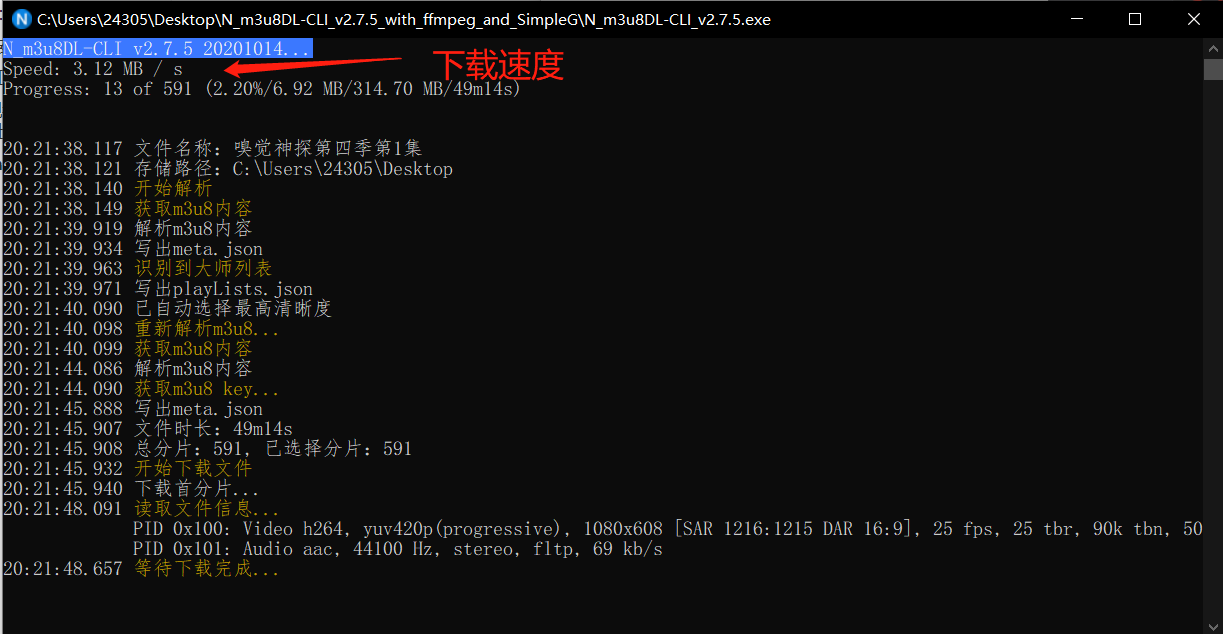 C:\Users\24305\Desktop\N_m3u8DL-CLI_v2.7.5_with_ffmpeg_and_SimpleG\N_m3u8DL-CLI_v2.7.5.exe
N_m3u8DL-CLI v2.7.5 20201014...
Speed: 3.12 MB / s
下载速度
Progress: 13 of 591 (2.20%/6.92 MB/314.70 MB/49m14s)
20:21:38.117 文件名称：嗅觉神探第四季第1集
20:21:38.121 存储路径：C:\Users\24305\Desktop
20:21:38.140 开始解析
20:21:38.149 获取m3u8内容
20:21:39.919 解析m3u8内容
20:21:39.934 写出meta.json
20:21:39.963 识别到大师列表
20:21:39.971 写出playLists.json
20:21:40.090 已自动选择最高清晰度
20:21:40.098 重新解析m3u8...
20:21:40.099 获取m3u8内容
20:21:44.086 解析m3u8内容
20:21:44.090 获取m3u8 key...
20:21:45.888 写出meta.json
20:21:45.907 文件时长：49m14s
20:21:45.908 总分片：591, 已选择分片：591
20:21:45.932 开始下载文件
20:21:45.940 下载首分片...
20:21:48.091 读取文件信息...
PID 0x100: Video h264, yuv420p(progressive), 1080x608 [SAR 1216:1215 DAR 16:9], 25 fps, 25 tbr, 90k tbn, 50
PID 0x101: Audio aac, 44100 Hz, stereo, fltp, 69 kb/s
20:21:48.657 等待下载完成...